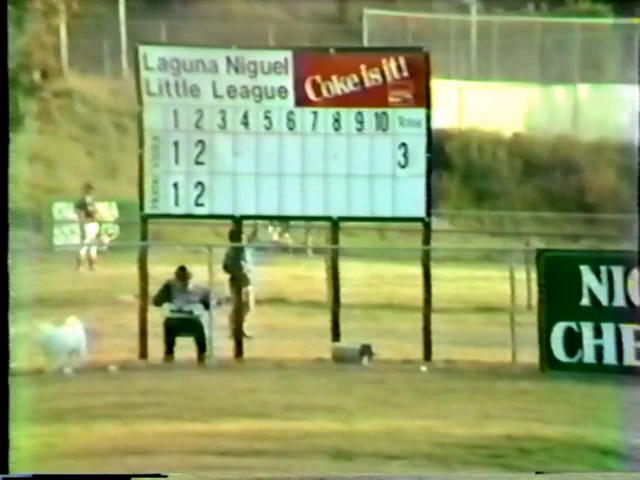 Laguna Niguel
Little League
Coke is it!
1 2 3 4 5 6 7 8 9 10 Total
1 2 3
1 2
NI
CHE